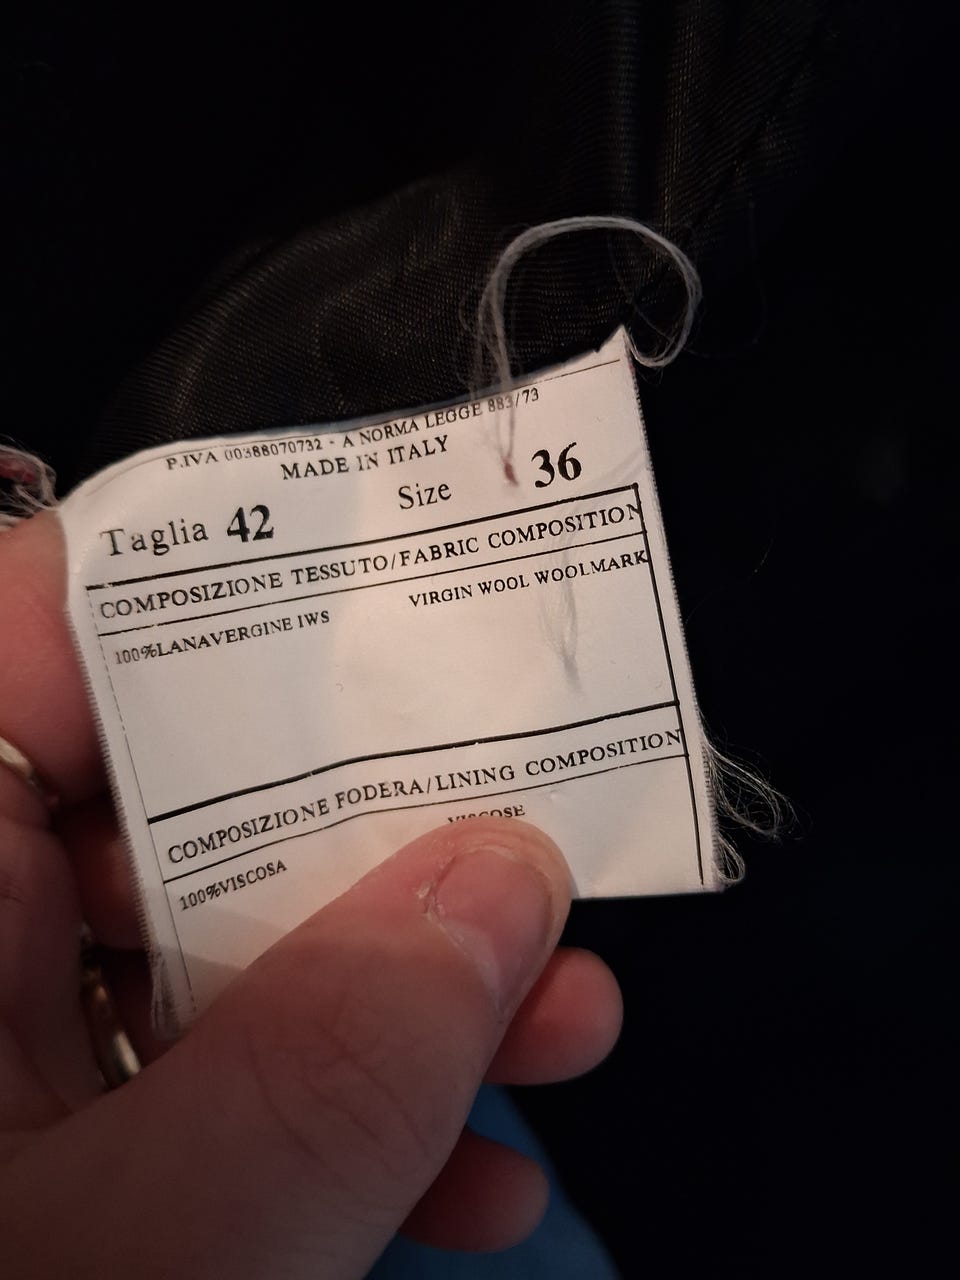 P.IVA 00388070732 - A NORMA LEGGE 883/73
MADE IN ITALY
Taglia 42 Size 36
COMPOSIZIONE TESSUTO/FABRIC COMPOSITION
100%LANAVERGINE IWS VIRGIN WOOL WOOLMARK
COMPOSIZIONE FODERA/LINING COMPOSITION
100%VISCOSA VISCOSE